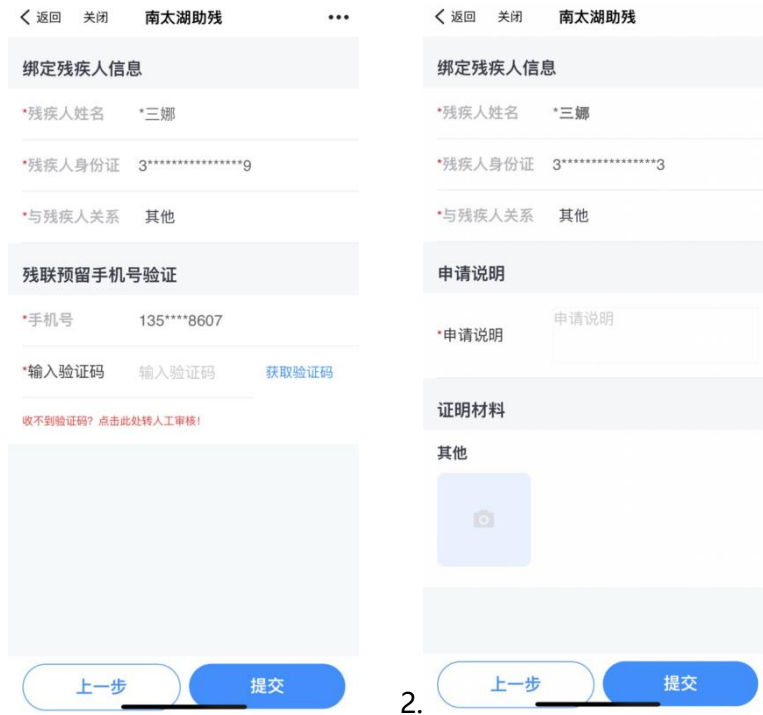 返回 关闭 南太湖助残 •••
绑定残疾人信息
*残疾人姓名 *三娜
*残疾人身份证 3****************9
*与残疾人关系 其他
残联预留手机号验证
*手机号 135****8607
*输入验证码 输入验证码 获取验证码
收不到验证码？点击此处转人工审核！
上一步 提交
2.
返回 关闭 南太湖助残
绑定残疾人信息
*残疾人姓名 *三娜
*残疾人身份证 3****************3
*与残疾人关系 其他
申请说明
*申请说明 申请说明
证明材料
其他
上一步 提交